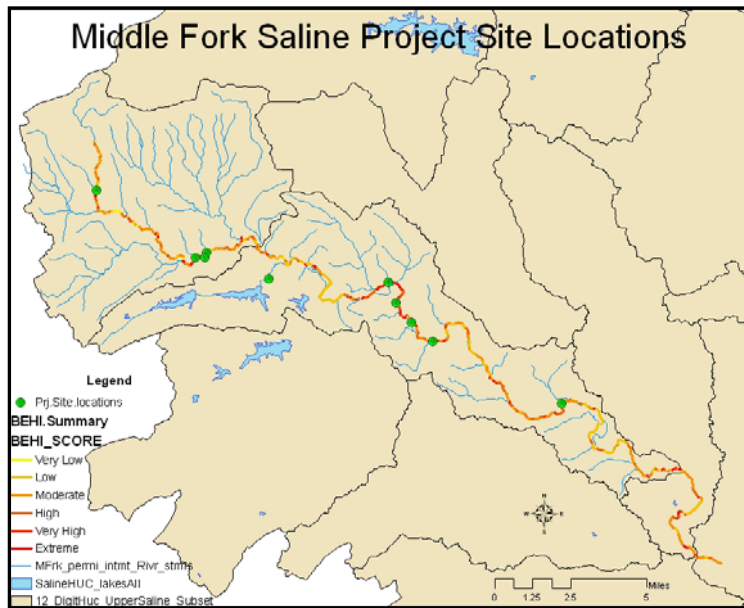 Middle Fork Saline Project Site Locations
Legend
Prj.Site.locations
BEHI.Summary
BEHI_SCORE
Very Low
Low
Moderate
High
Very High
Extreme
MFrk_permi_intmt_Rivr_strms
SalineHUC_lakesAll
12_DigitHuc_UpperSaline_Subset
N
W E
S
Miles
0 1.25 2.5 5